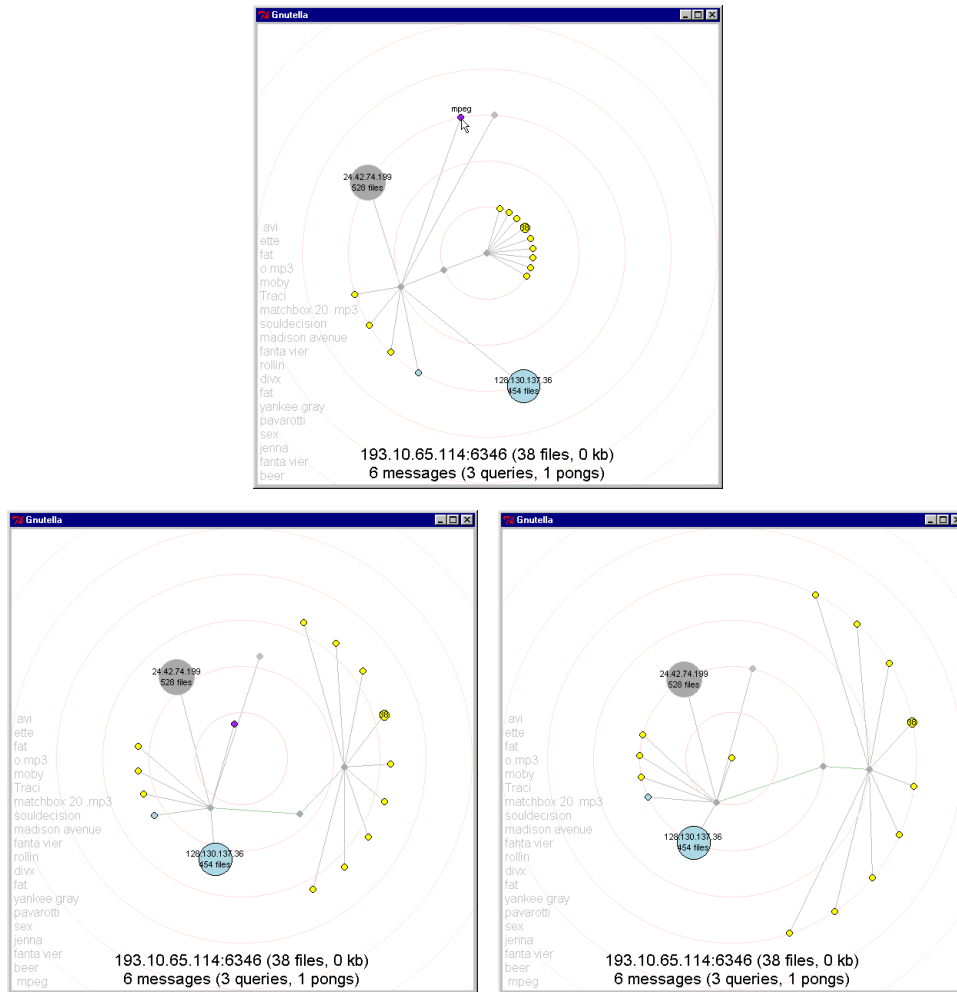 Gnutella
mpeg
24.42.74.199
528 files
38
.avi
ette
fat
o.mp3
moby
Traci
matchbox 20 .mp3
souldecision
madison avenue
fanta vier
rollin
divx
fat
yankee gray
pavarotti
sex
jenna
fanta vier
beer
128.130.137.36
454 files
193.10.65.114:6346 (38 files, 0 kb)
6 messages (3 queries, 1 pongs)
Gnutella
24.42.74.199
528 files
38
.avi
ette
fat
o.mp3
moby
Traci
matchbox 20 .mp3
souldecision
madison avenue
fanta vier
rollin
divx
fat
yankee gray
pavarotti
sex
jenna
fanta vier
beer
mpeg
128.130.137.36
454 files
193.10.65.114:6346 (38 files, 0 kb)
6 messages (3 queries, 1 pongs)
Gnutella
24.42.74.199
528 files
38
.avi
ette
fat
o.mp3
moby
Traci
matchbox 20 .mp3
souldecision
madison avenue
fanta vier
rollin
divx
fat
yankee gray
pavarotti
sex
jenna
fanta vier
beer
mpeg
128.130.137.36
454 files
193.10.65.114:6346 (38 files, 0 kb)
6 messages (3 queries, 1 pongs)